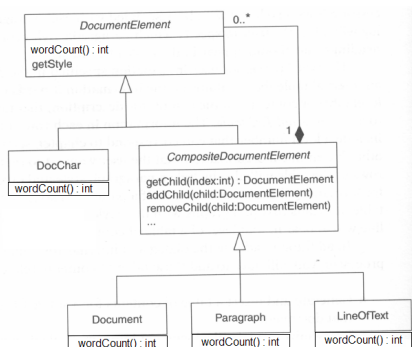 DocumentElement
0..*
wordCount() : int
getStyle
1
DocChar
wordCount() : int
CompositeDocumentElement
getChild(index:int) : DocumentElement
addChild(child:DocumentElement)
removeChild(child:DocumentElement)
...
Document
wordCount() : int
Paragraph
wordCount() : int
LineOfText
wordCount() : int